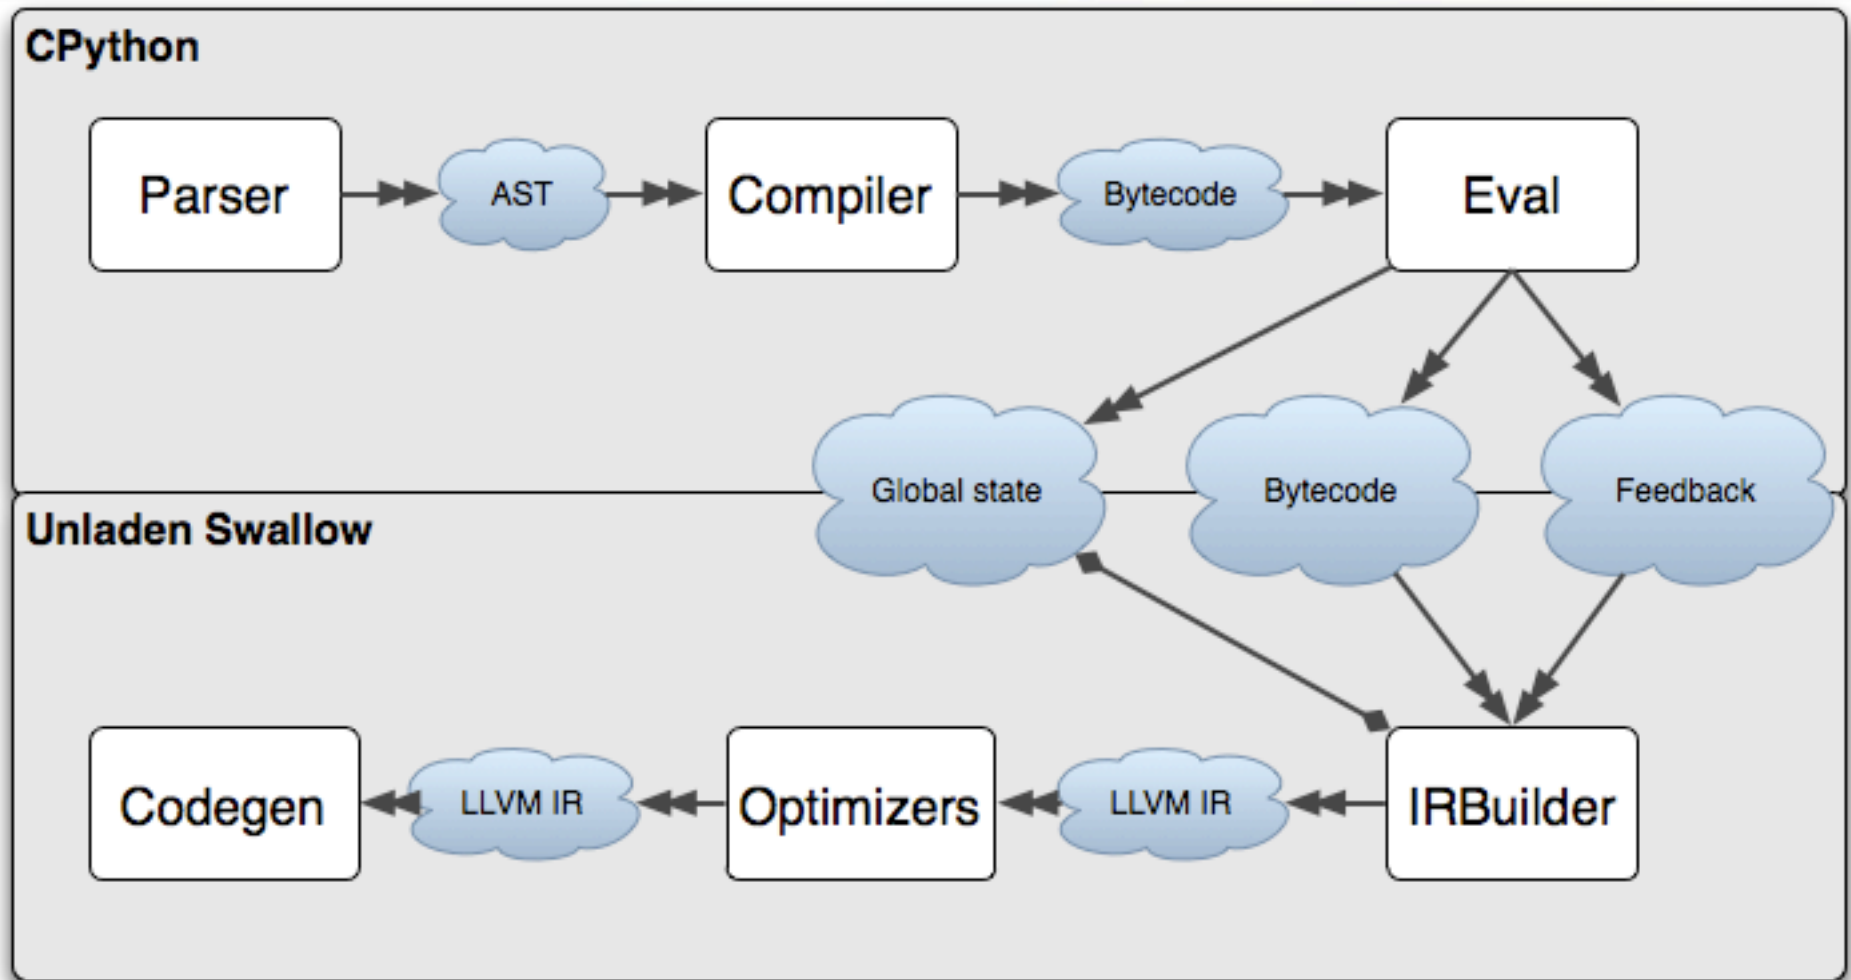 CPython
Parser
AST
Compiler
Bytecode
Eval
Global state
Bytecode
Feedback
Unladen Swallow
Codegen
LLVM IR
Optimizers
LLVM IR
IRBuilder